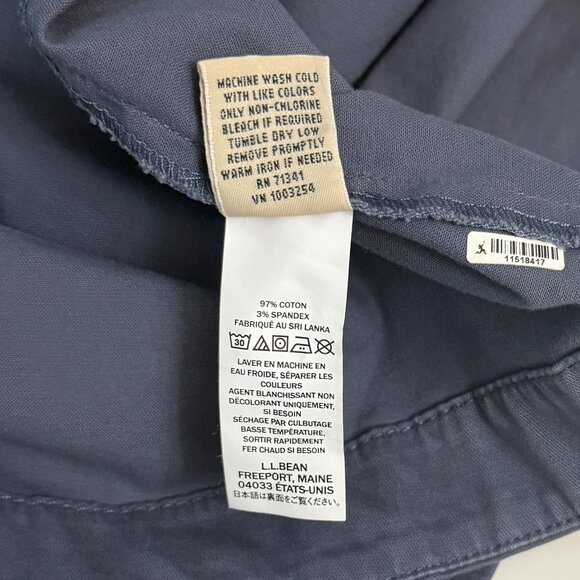 MACHINE WASH COLD
WITH LIKE COLORS
ONLY NON-CHLORINE
BLEACH IF REQUIRED
TUMBLE DRY LOW
REMOVE PROMPTLY
WARM IRON IF NEEDED
RN 71341
VN 1003254
11518417
97% COTON
3% SPANDEX
FABRIQUÉ AU SRI LANKA
30
LAVER EN MACHINE EN
EAU FROIDE, SÉPARER LES
COULEURS
AGENT BLANCHISSANT NON
DÉCOLORANT UNIQUEMENT,
SI BESOIN
SÉCHAGE PAR CULBUTAGE
BASSE TEMPÉRATURE,
SORTIR RAPIDEMENT
FER CHAUD SI BESOIN
L.L.BEAN
FREEPORT, MAINE
04033 ÉTATS-UNIS
日本語は裏面をご覧ください。